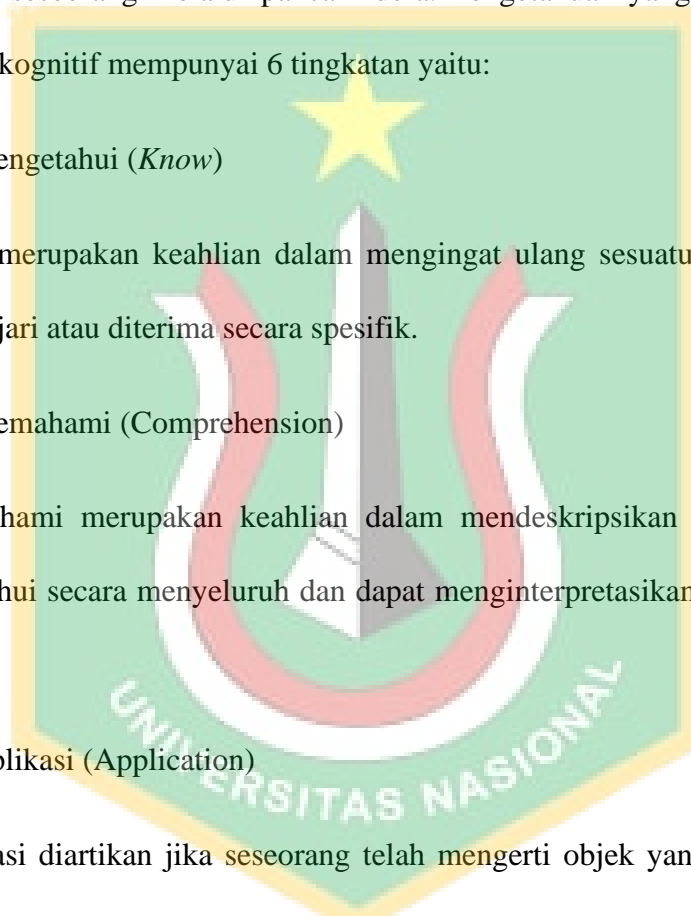 kognitif mempunyai 6 tingkatan yaitu:
engetahui (Know)
merupakan keahlian dalam mengingat ulang sesuatu
jari atau diterima secara spesifik.
emahami (Comprehension)
hami merupakan keahlian dalam mendeskripsikan
hui secara menyeluruh dan dapat menginterpretasikan
plikasi (Application)
asi diartikan jika seseorang telah mengerti objek yan
UNIVERSITAS NASIONAL